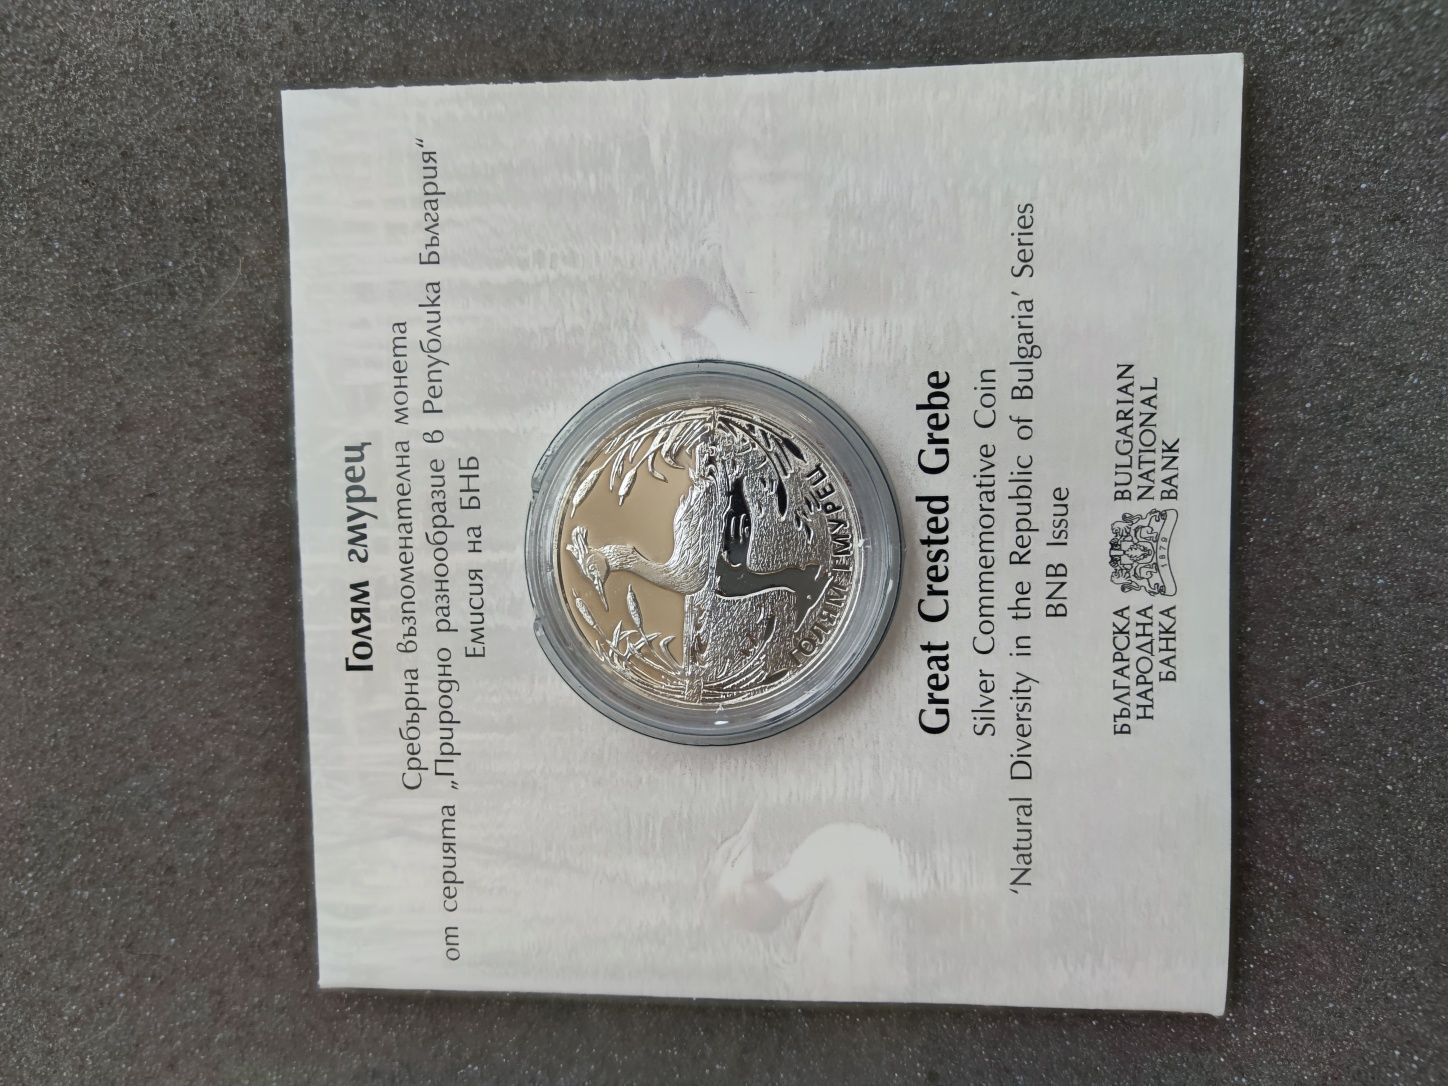 Голям гмурец
Сребърна възпоменателна монета
от серията „Природно разнообразие в Република България“
Емисия на БНБ
ГОЛЯМ ГМУРЕЦ
Great Crested Grebe
Silver Commemorative Coin
‘Natural Diversity in the Republic of Bulgaria’ Series
BNB Issue
БЪЛГАРСКА
НАРОДНА
БАНКА
1879
BULGARIAN
NATIONAL
BANK